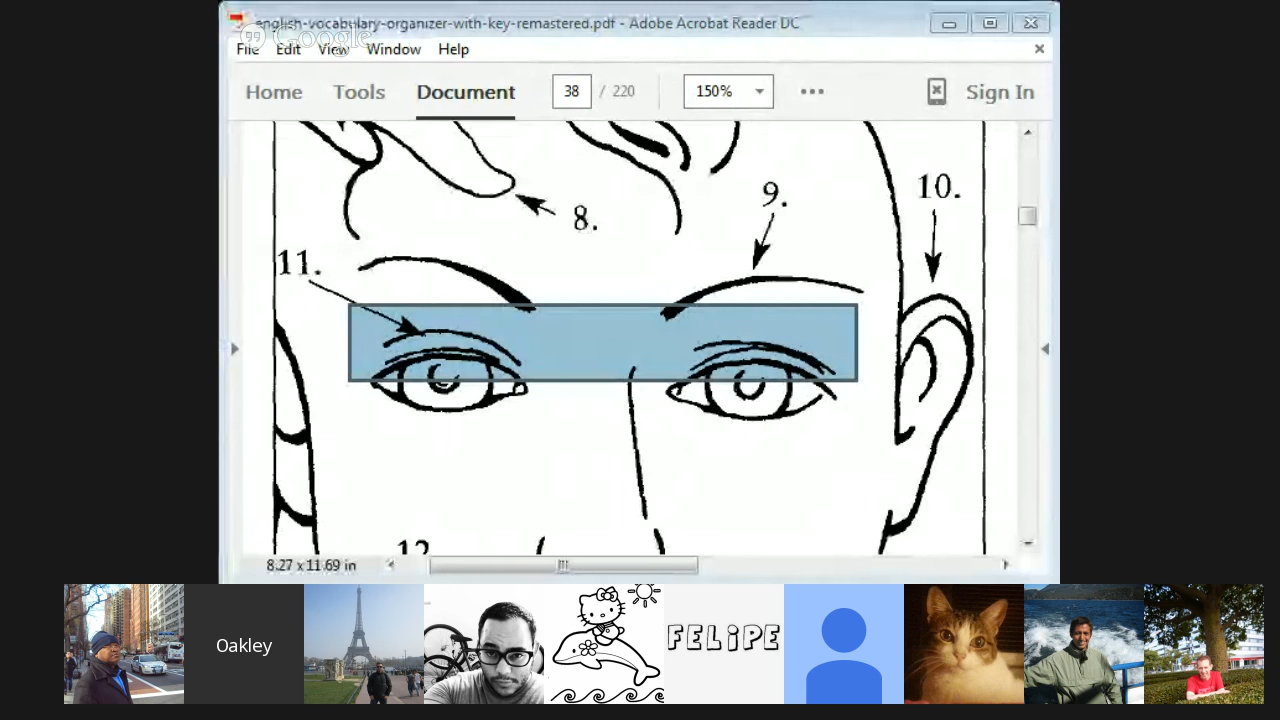 english-vocabulary-organizer-with-key-remastered.pdf - Adobe Acrobat Reader DC
Google
File Edit View Window Help
Home Tools Document 38 / 220 150% Sign In
8.
9.
10.
11.
12
8.27 x 11.69 in
Oakley
FELIPE